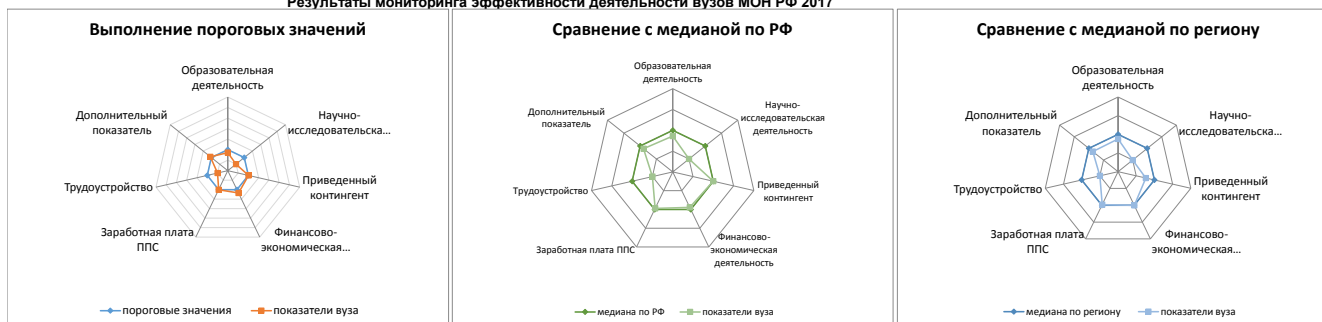 Результаты мониторинга эффективности деятельности вузов МОН РФ 2017
Выполнение пороговых значений
Образовательная
деятельность
Научно-
исследовательска...
Приведенный
контингент
Финансово-
экономическая...
Заработная плата
ППС
Трудоустройство
Дополнительный
показатель
пороговые значения
показатели вуза
Сравнение с медианой по РФ
Образовательная
деятельность
Научно-
исследовательская
деятельность
Приведенный
контингент
Финансово-
экономическая
деятельность
Заработная плата ППС
Трудоустройство
Дополнительный
показатель
медиана по РФ
показатели вуза
Сравнение с медианой по региону
Образовательная
деятельность
Научно-
исследовательска...
Приведенный
контингент
Финансово-
экономическая...
Заработная плата
ППС
Трудоустройство
Дополнительный
показатель
медиана по региону
показатели вуза